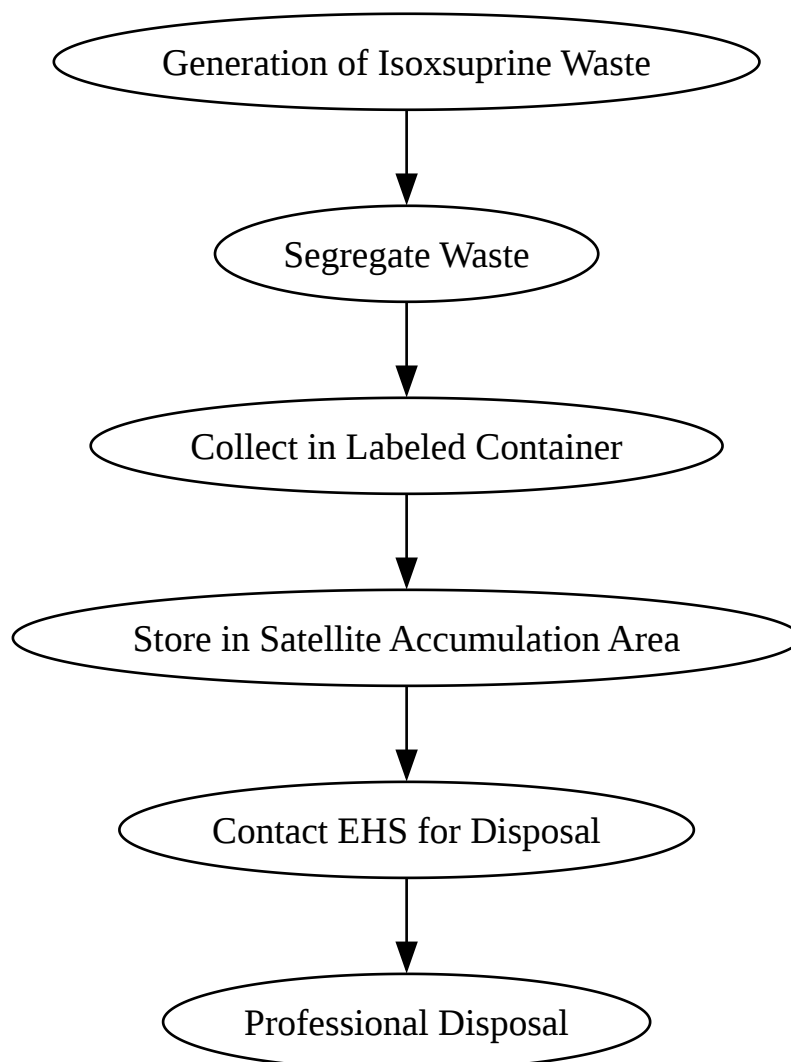 Generation of Isoxsuprine Waste
Segregate Waste
Collect in Labeled Container
Store in Satellite Accumulation Area
Contact EHS for Disposal
Professional Disposal